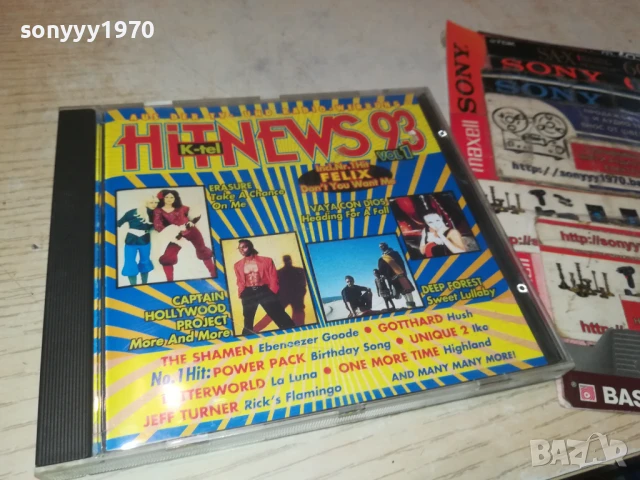 sonyyy1970
HITNEWS 93
K-tel
VOL.1
FELIX
Don't You Want Me
ERASURE
Take A Chance
On Me
VAYA CON DIOS
Heading For A Fall
CAPTAIN
HOLLYWOOD
PROJECT
More And More
DEEP FOREST
Sweet Lullaby
THE SHAMEN Ebeneezer Goode • GOTTHARD Hush
No.1 Hit: POWER PACK Birthday Song • UNIQUE 2 Iko
BITTERWORLD La Luna • ONE MORE TIME Highland
JEFF TURNER Rick's Flamingo
AND MANY MANY MORE!
maxell SONY
SONY
SONY
http://sonyyy1970.b
http://sonyy
http://
BAS
BAZAR